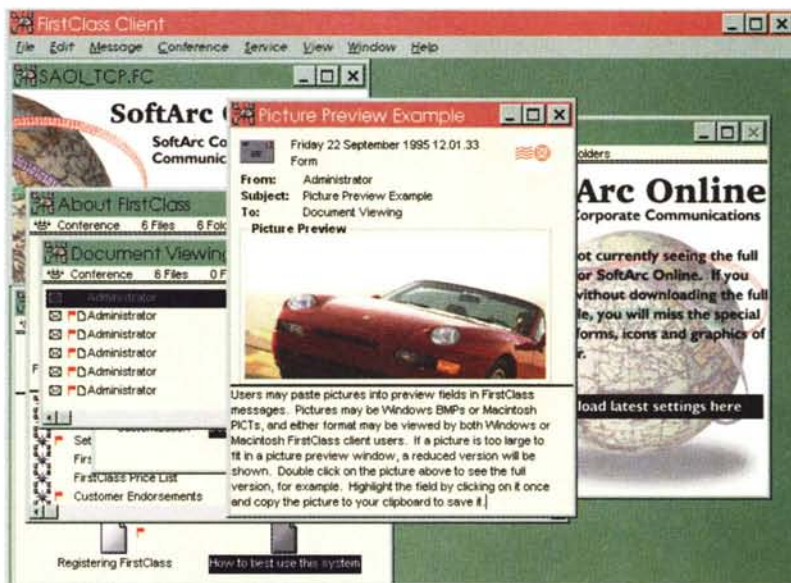 FirstClass Client
File Edit Message Conference Service View Window Help
SAOL_TCP.FC
SoftArc
SoftArc Co
Communic
About FirstClass
Conference 6 Files 6 Fol
Document Viewing
Conference 6 Files 0 F
Administrator
Administrator
Administrator
Administrator
Administrator
Administrator
Set
Firs
FirstClass Price List
Customer Endorsements
Registering FirstClass
How to best use this system
Picture Preview Example
Friday 22 September 1995 12.01.33
Form
From: Administrator
Subject: Picture Preview Example
To: Document Viewing
Picture Preview
Users may paste pictures into preview fields in FirstClass
messages. Pictures may be Windows BMPs or Macintosh
PICTs, and either format may be viewed by both Windows or
Macintosh FirstClass client users. If a picture is too large to
fit in a picture preview window, a reduced version will be
shown. Double click on the picture above to see the full
version, for example. Highlight the field by clicking on it once
and copy the picture to your clipboard to save it.
olders
Arc Online
Corporate Communications
ot currently seeing the full
or SoftArc Online. If you
without downloading the full
le, you will miss the special
forms, icons and graphics of
r.
load latest settings here